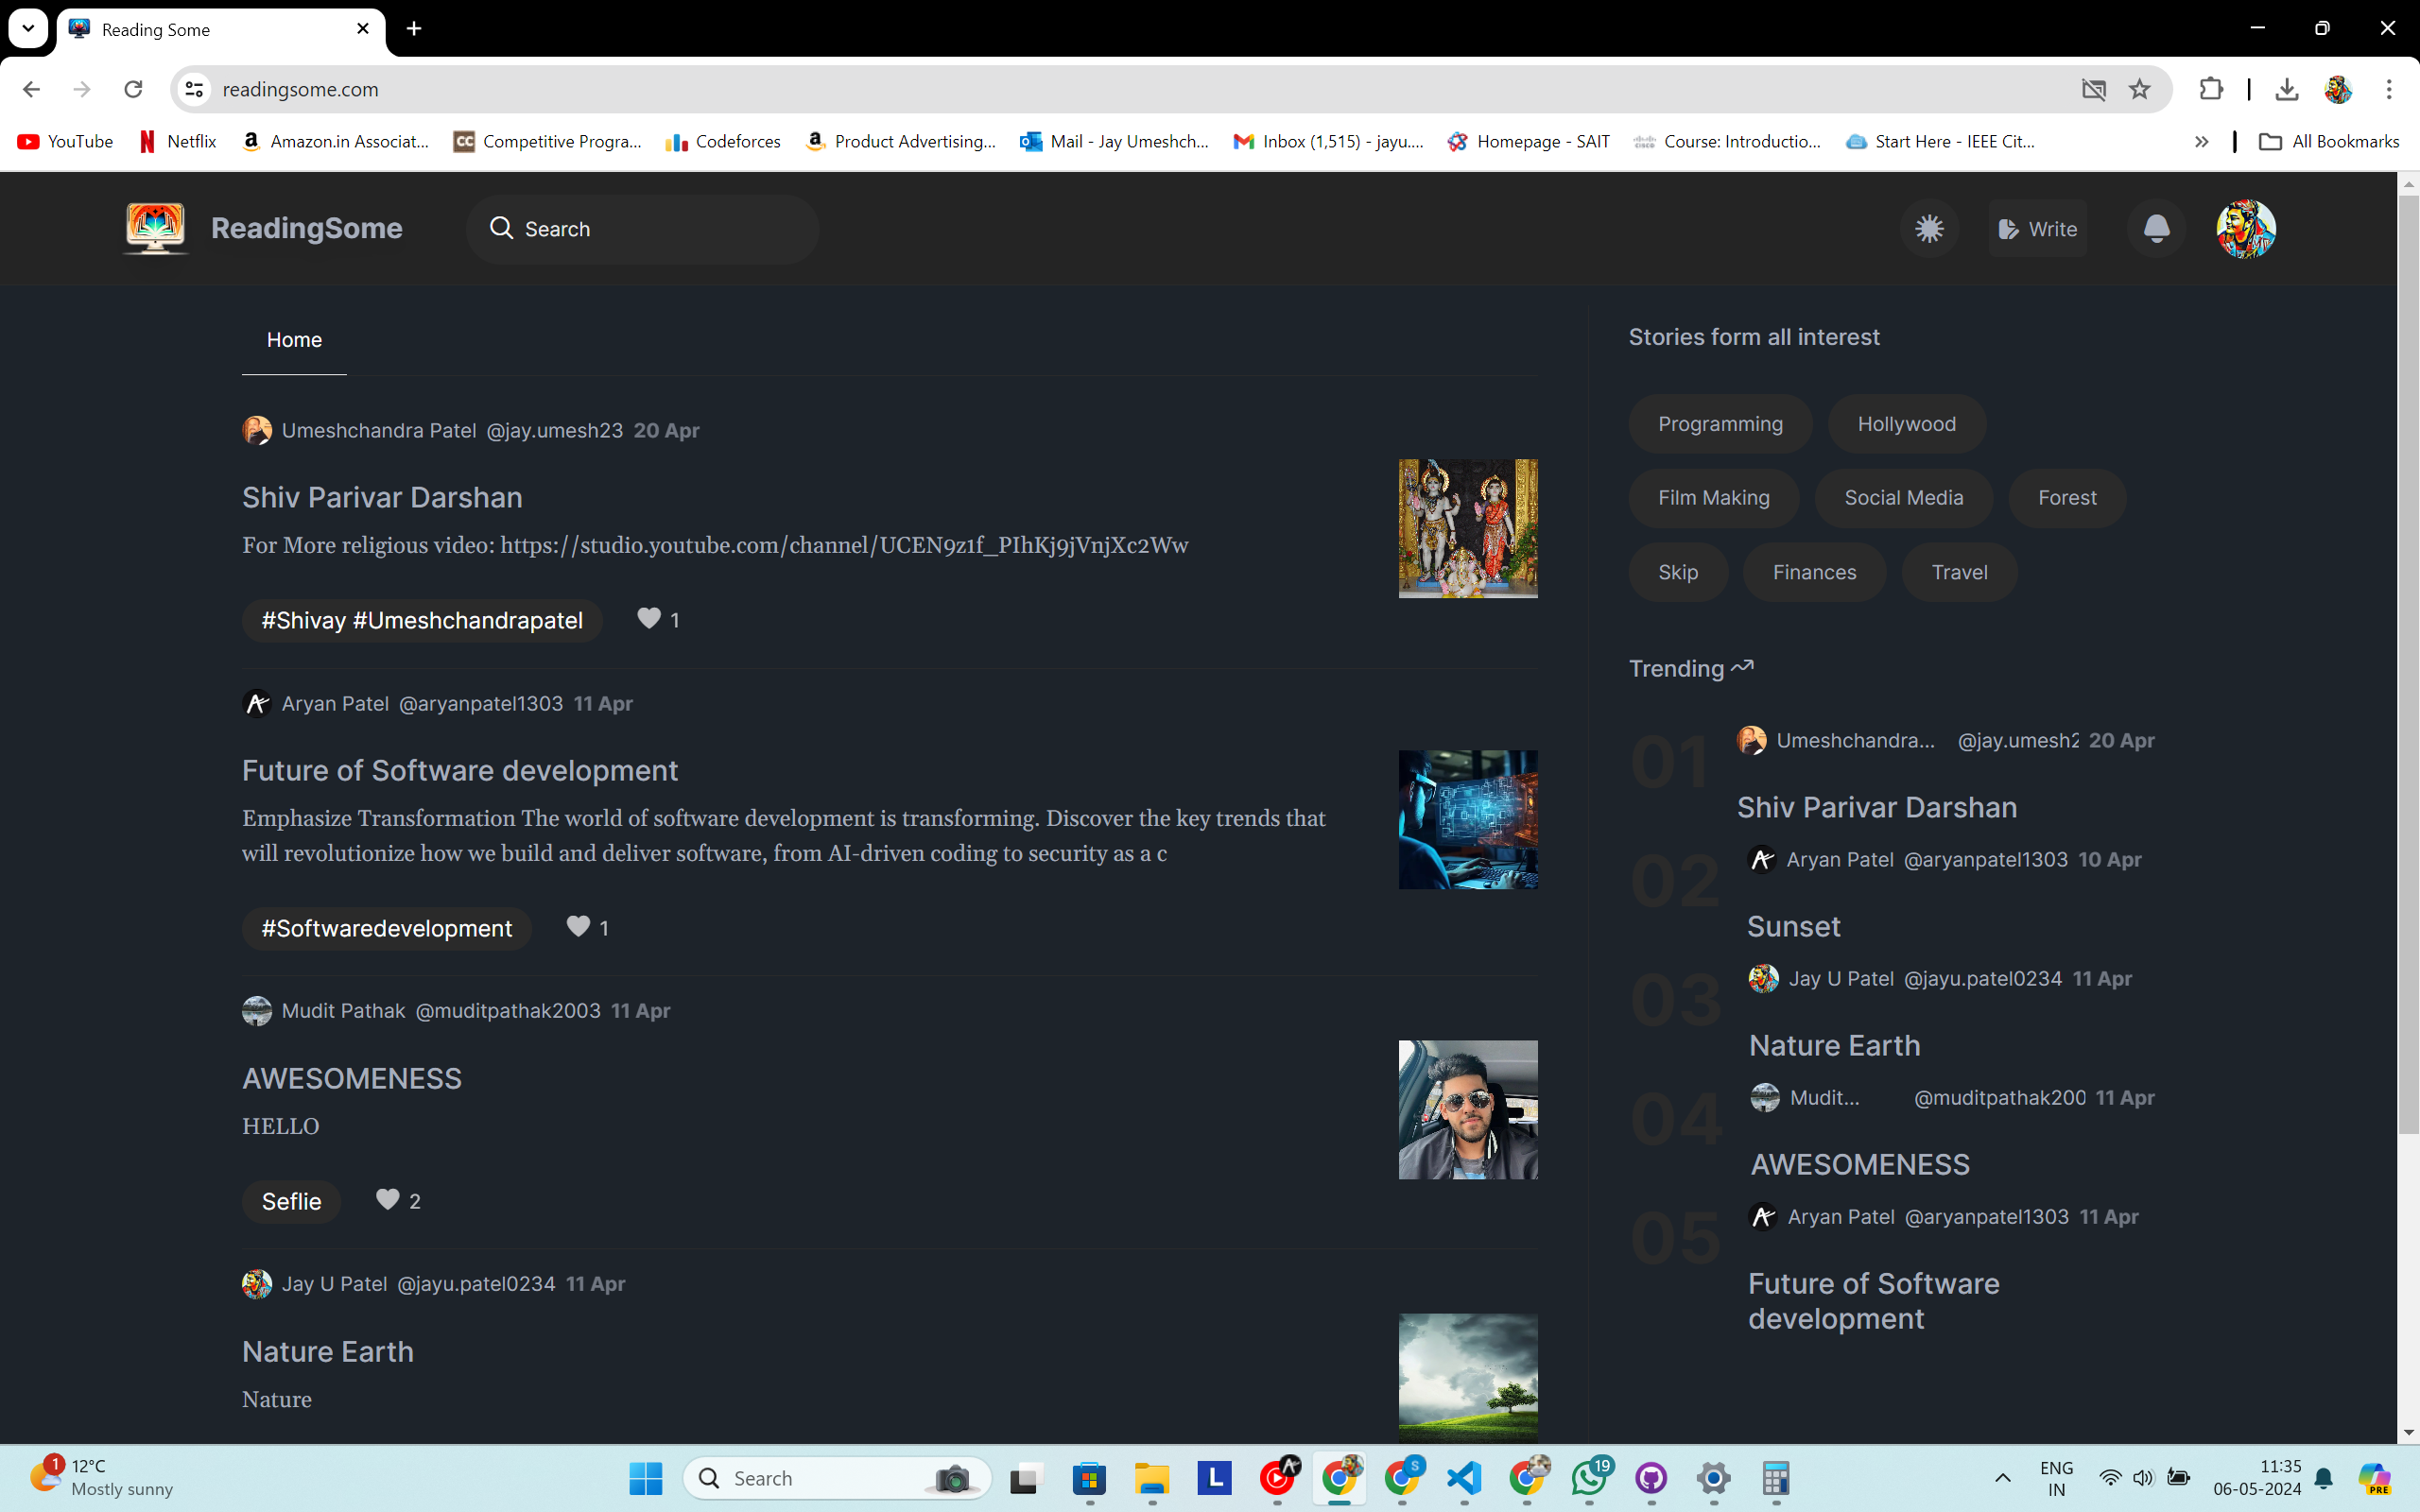 Reading Some
readingsome.com
YouTube
Netflix
Amazon.in Associat...
Competitive Progra...
Codeforces
Product Advertising...
Mail - Jay Umeshch...
Inbox (1,515) - jayu....
Homepage - SAIT
Course: Introductio...
Start Here - IEEE Cit...
All Bookmarks
ReadingSome
Search
Write
Home
Umeshchandra Patel @jay.umesh23 20 Apr
Shiv Parivar Darshan
For More religious video: https://studio.youtube.com/channel/UCEN9z1f_PIhKj9jVnjXc2Ww
#Shivay #Umeshchandrapatel 1
Aryan Patel @aryanpatel1303 11 Apr
Future of Software development
Emphasize Transformation The world of software development is transforming. Discover the key trends that
will revolutionize how we build and deliver software, from AI-driven coding to security as a c
#Softwaredevelopment 1
Mudit Pathak @muditpathak2003 11 Apr
AWESOMENESS
HELLO
Seflie 2
Jay U Patel @jayu.patel0234 11 Apr
Nature Earth
Nature
Stories form all interest
Programming Hollywood
Film Making Social Media Forest
Skip Finances Travel
Trending
01 Umeshchandra... @jay.umesh2 20 Apr
Shiv Parivar Darshan
02 Aryan Patel @aryanpatel1303 10 Apr
Sunset
03 Jay U Patel @jayu.patel0234 11 Apr
Nature Earth
04 Mudit... @muditpathak200 11 Apr
AWESOMENESS
05 Aryan Patel @aryanpatel1303 11 Apr
Future of Software
development
1
12°C
Mostly sunny
Search
L
S
19
ENG
IN
11:35
06-05-2024
PRE